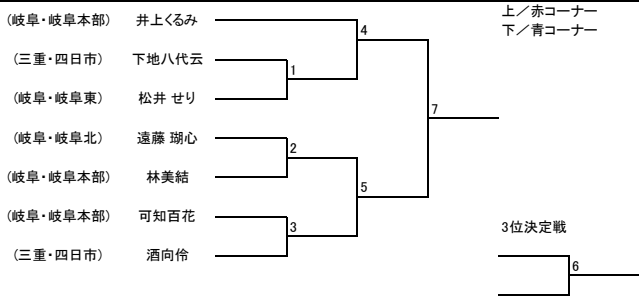 上／赤コーナー
下／青コーナー
(岐阜・岐阜本部) 井上くるみ
4
(三重・四日市) 下地八代云
1
(岐阜・岐阜東) 松井 せり
7
(岐阜・岐阜北) 遠藤 瑚心
2
(岐阜・岐阜本部) 林美結
5
(岐阜・岐阜本部) 可知百花
3
3位決定戦
(三重・四日市) 酒向伶
6